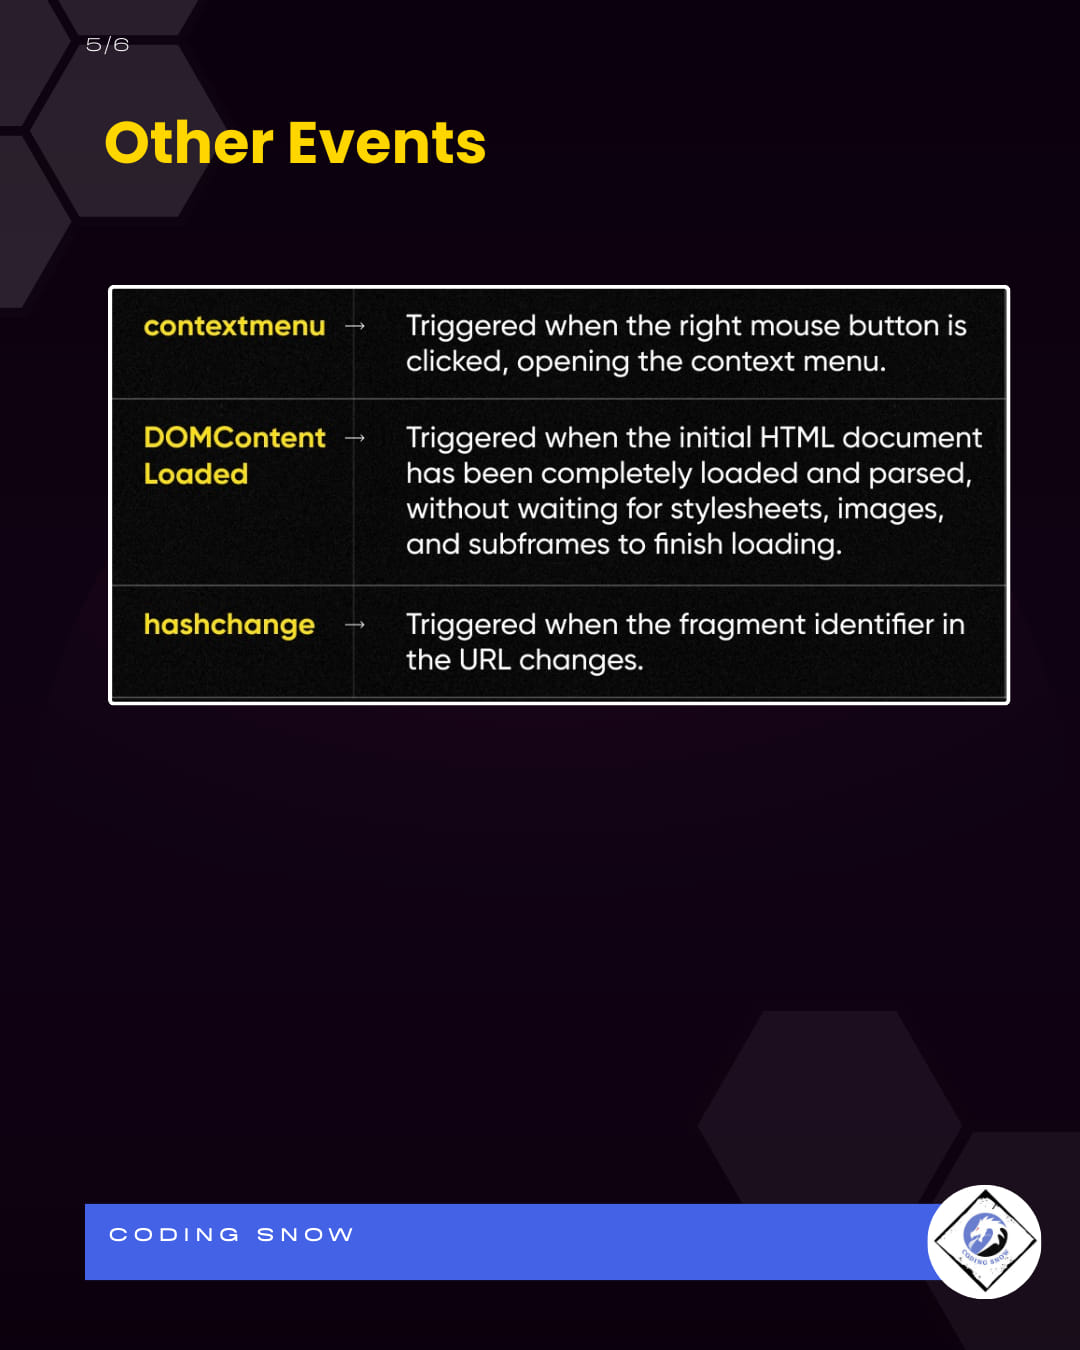 5/6
Other Events
contextmenu → Triggered when the right mouse button is
clicked, opening the context menu.
DOMContent → Triggered when the initial HTML document
Loaded has been completely loaded and parsed,
without waiting for stylesheets, images,
and subframes to finish loading.
hashchange → Triggered when the fragment identifier in
the URL changes.
CODING SNOW
CODING SNOW